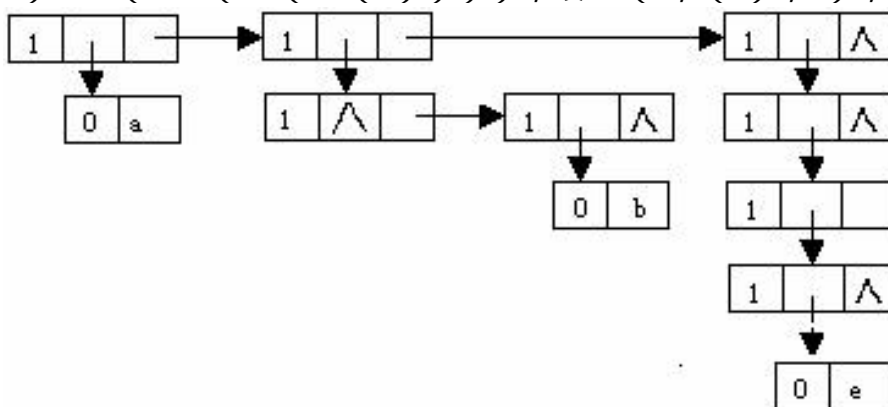 1 1 1 ∧
0 a 1 ∧ 1 ∧ 1 ∧
0 b 1
1 ∧
0 e